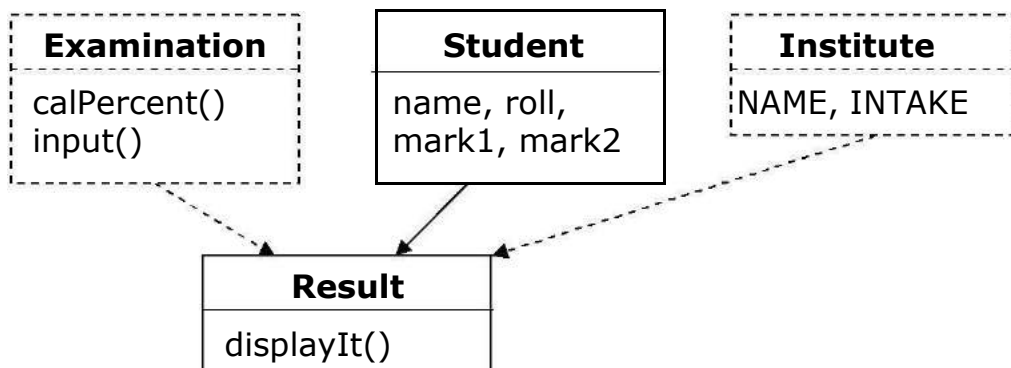 Examination
calPercent()
input()
Student
name, roll,
mark1, mark2
Institute
NAME, INTAKE
Result
displayIt()